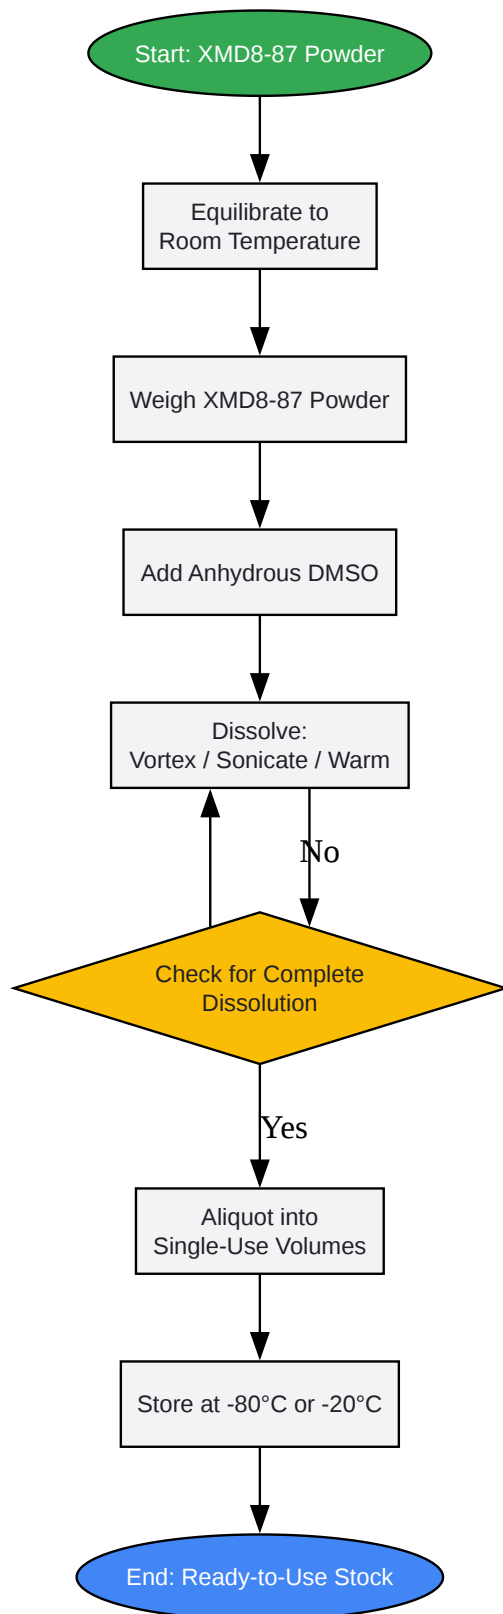 Start: XMD8-87 Powder
Equilibrate to
Room Temperature
Weigh XMD8-87 Powder
Add Anhydrous DMSO
Dissolve:
Vortex / Sonicate / Warm
No
Check for Complete
Dissolution
Yes
Aliquot into
Single-Use Volumes
Store at -80°C or -20°C
End: Ready-to-Use Stock